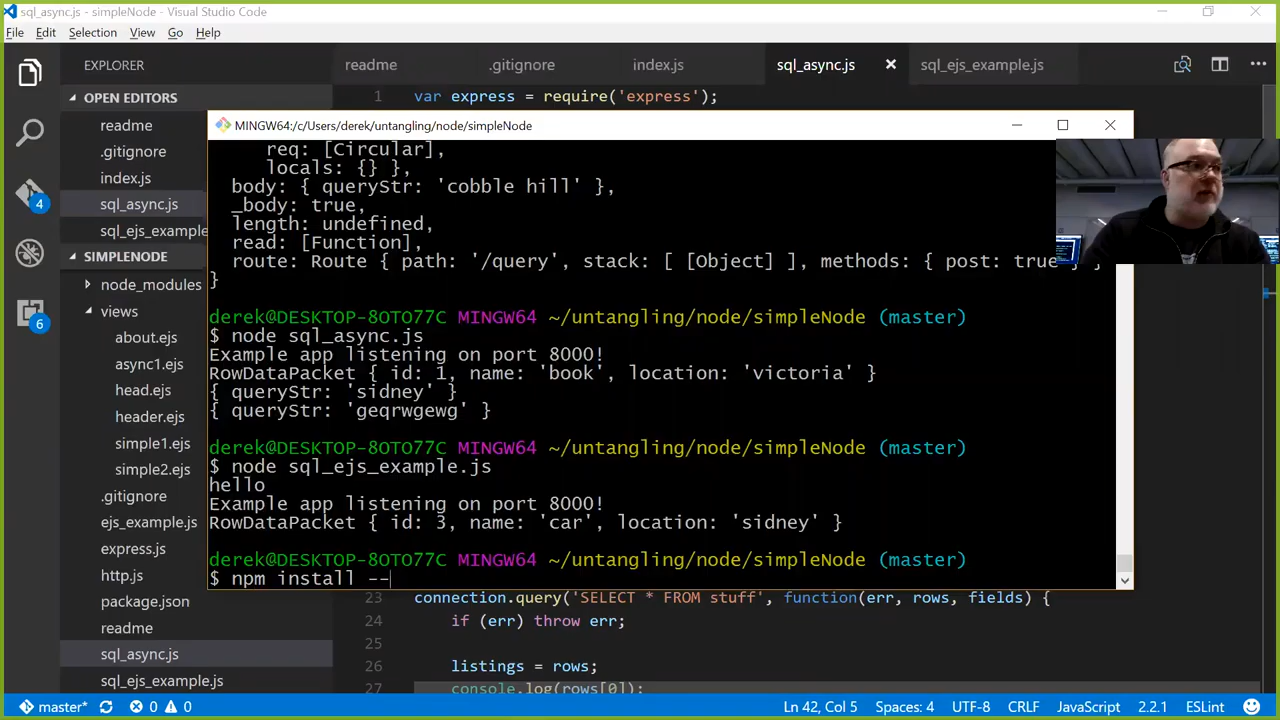 sql_async.js - simpleNode - Visual Studio Code
File Edit Selection View Go Help
EXPLORER
readme .gitignore index.js sql_async.js sql_ejs_example.js
OPEN EDITORS
readme
.gitignore
index.js
sql_async.js
sql_ejs_example
SIMPLENODE
node_modules
views
about.ejs
async1.ejs
head.ejs
header.ejs
simple1.ejs
simple2.ejs
.gitignore
ejs_example.js
express.js
http.js
package.json
readme
sql_async.js
sql_ejs_example.js
4
6
1 var express = require('express');
MINGW64:/c/Users/derek/untangling/node/simpleNode
req: [Circular],
locals: {} },
body: { queryStr: 'cobble hill' },
_body: true,
length: undefined,
read: [Function],
route: Route { path: '/query', stack: [ [Object] ], methods: { post: true } }
}
derek@DESKTOP-8OTO77C MINGW64 ~/untangling/node/simpleNode (master)
$ node sql_async.js
Example app listening on port 8000!
RowDataPacket { id: 1, name: 'book', location: 'victoria' }
{ queryStr: 'sidney' }
{ queryStr: 'geqrwgewg' }
derek@DESKTOP-8OTO77C MINGW64 ~/untangling/node/simpleNode (master)
$ node sql_ejs_example.js
hello
Example app listening on port 8000!
RowDataPacket { id: 3, name: 'car', location: 'sidney' }
derek@DESKTOP-8OTO77C MINGW64 ~/untangling/node/simpleNode (master)
$ npm install --
23 connection.query('SELECT * FROM stuff', function(err, rows, fields) {
24 if (err) throw err;
25
26 listings = rows;
27 console.log(rows[0]);
master* 0 0 Ln 42, Col 5 Spaces: 4 UTF-8 CRLF JavaScript 2.2.1 ESLint